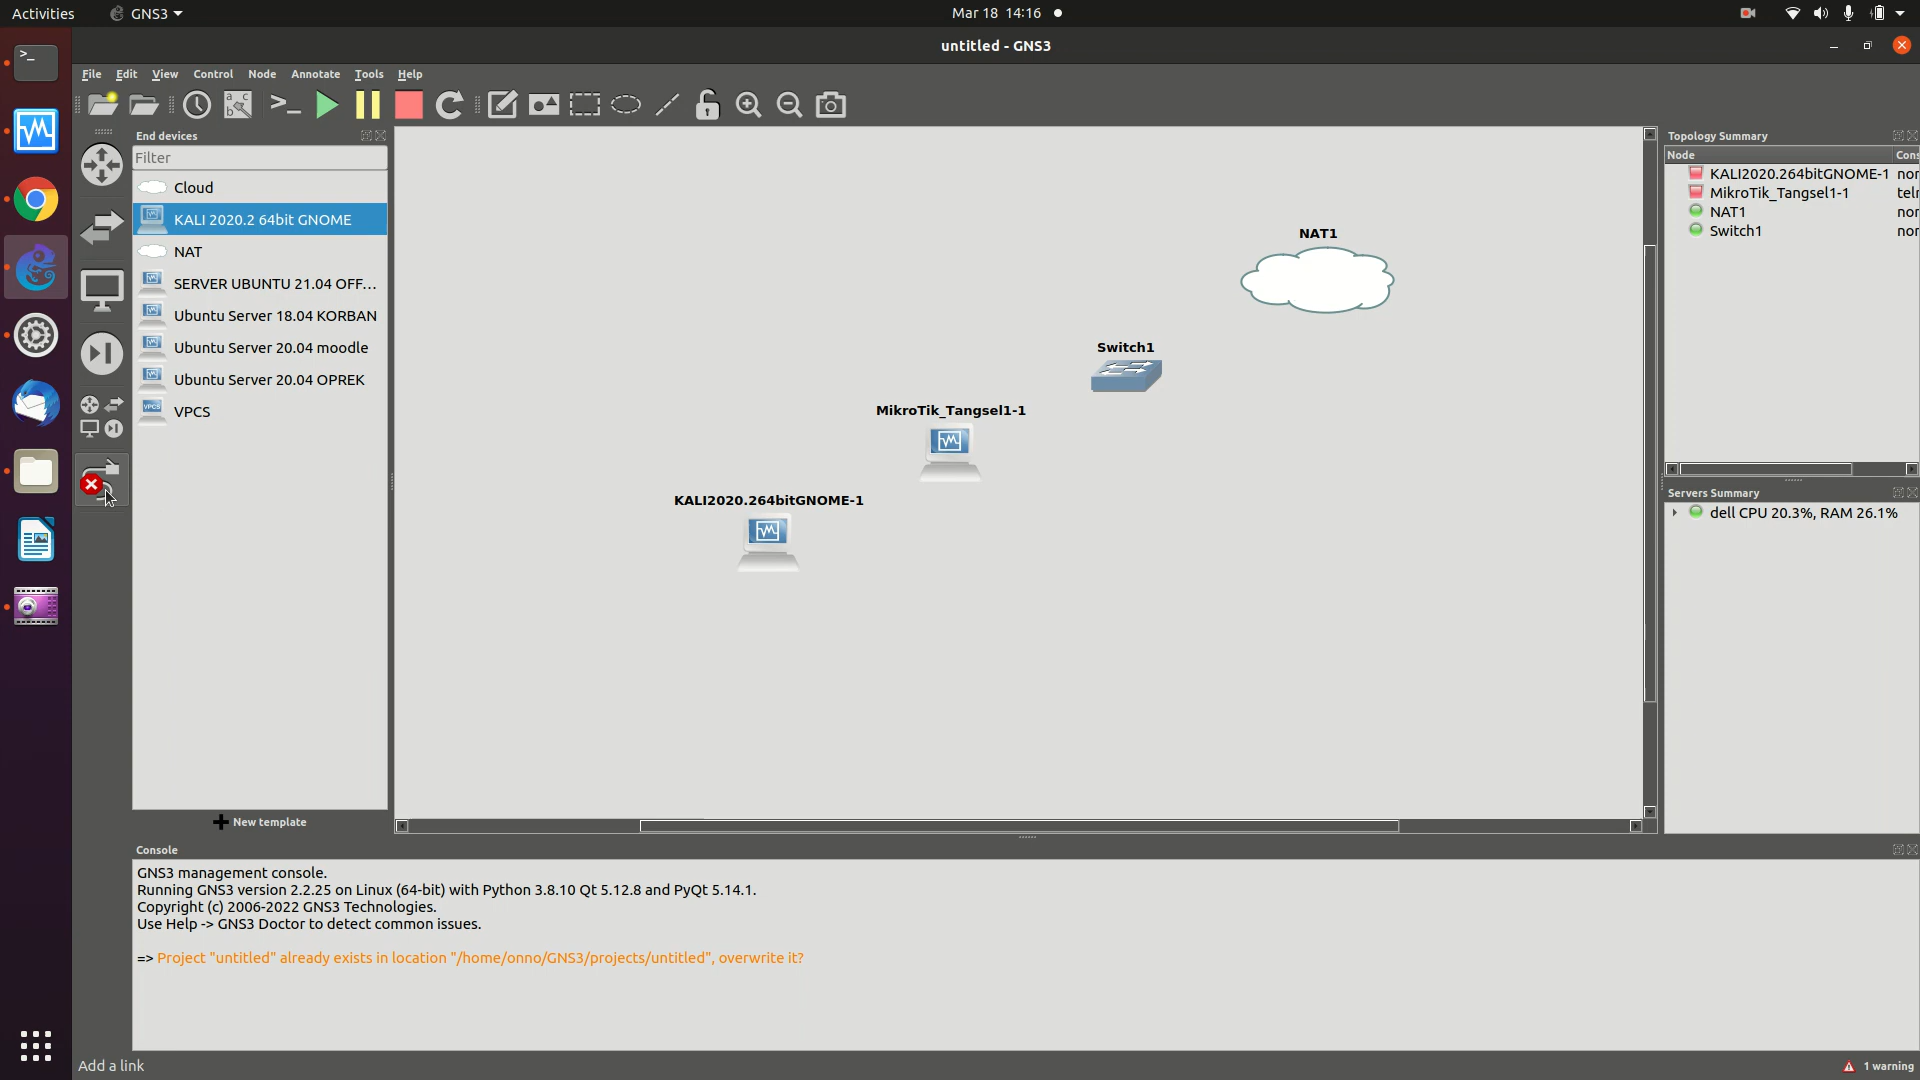 Activities GNS3 Mar 18 14:16
untitled - GNS3
File Edit View Control Node Annotate Tools Help
End devices
Filter
Cloud
KALI 2020.2 64bit GNOME
NAT
SERVER UBUNTU 21.04 OFF...
Ubuntu Server 18.04 KORBAN
Ubuntu Server 20.04 moodle
Ubuntu Server 20.04 OPREK
VPCS
New template
NAT1
Switch1
MikroTik_Tangsel1-1
KALI2020.264bitGNOME-1
Topology Summary
Node Cons
KALI2020.264bitGNOME-1 nor
MikroTik_Tangsel1-1 teln
NAT1 nor
Switch1 nor
Servers Summary
dell CPU 20.3%, RAM 26.1%
Console
GNS3 management console.
Running GNS3 version 2.2.25 on Linux (64-bit) with Python 3.8.10 Qt 5.12.8 and PyQt 5.14.1.
Copyright (c) 2006-2022 GNS3 Technologies.
Use Help -> GNS3 Doctor to detect common issues.
=> Project "untitled" already exists in location "/home/onno/GNS3/projects/untitled", overwrite it?
Add a link
1 warning